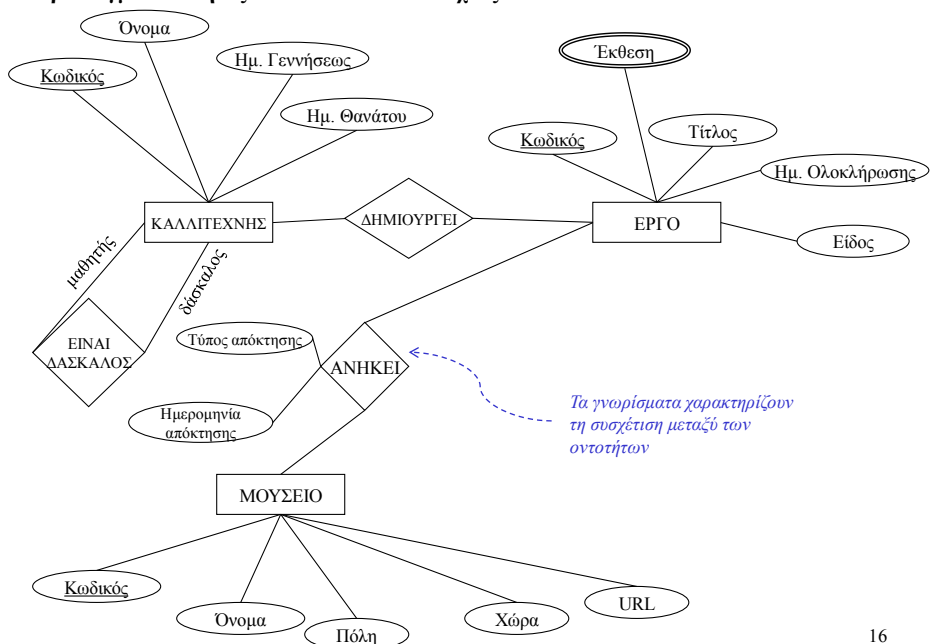 Όνομα
Έκθεση
Ημ. Γεννήσεως
Κωδικός
Ημ. Θανάτου
Κωδικός
Τίτλος
Ημ. Ολοκλήρωσης
ΚΑΛΛΙΤΕΧΝΗΣ
ΔΗΜΙΟΥΡΓΕΙ
ΕΡΓΟ
Είδος
μαθητής
δάσκαλος
ΕΙΝΑΙ
ΔΑΣΚΑΛΟΣ
Τύπος απόκτησης
ΑΝΗΚΕΙ
Ημερομηνία
απόκτησης
Τα γνωρίσματα χαρακτηρίζουν
τη συσχέτιση μεταξύ των
οντοτήτων
ΜΟΥΣΕΙΟ
Κωδικός
Όνομα
Πόλη
Χώρα
URL
16